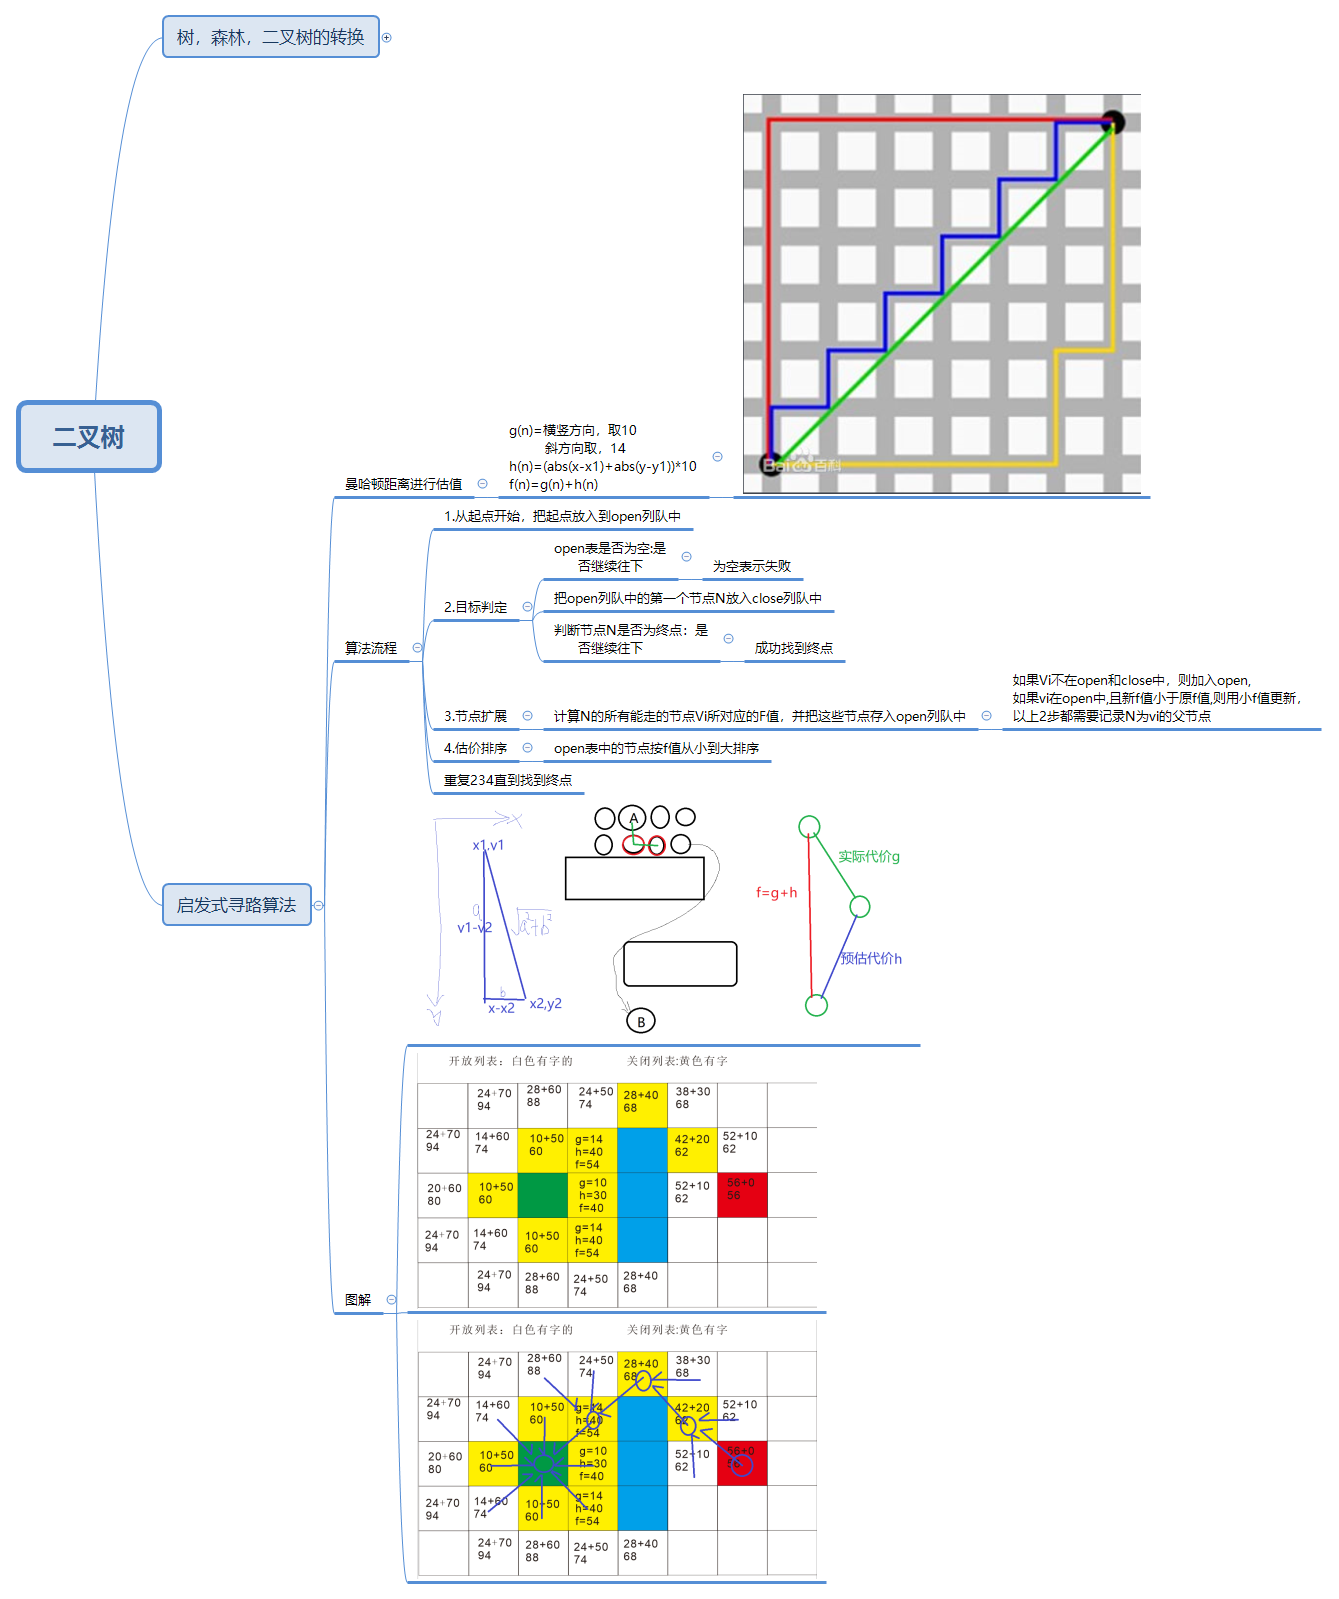 树，森林，二叉树的转换
二叉树
启发式寻路算法
曼哈顿距离进行估值
g(n)=横竖方向，取10
斜方向取，14
h(n)=(abs(x-x1)+abs(y-y1))*10
f(n)=g(n)+h(n)
Bai 百科
算法流程
1.从起点开始，把起点放入到open列队中
2.目标判定
open表是否为空:是
否继续往下
为空表示失败
把open列队中的第一个节点N放入close列队中
判断节点N是否为终点：是
否继续往下
成功找到终点
3.节点扩展
计算N的所有能走的节点Vi所对应的F值，并把这些节点存入open列队中
如果Vi不在open和close中，则加入open,
如果vi在open中,且新f值小于原f值,则用小f值更新，
以上2步都需要记录N为vi的父节点
4.估价排序
open表中的节点按f值从小到大排序
重复234直到找到终点
X
x1,v1
a
v1-v2
√a²+b²
b
x-x2
x2,y2
Y
A
B
实际代价g
f=g+h
预估代价h
图解
开放列表：白色有字的 关闭列表:黄色有字
24+70 28+60 24+50 28+40 38+30
94 88 74 68 68
24+70 14+60 10+50 g=14 42+20 52+10
94 74 60 h=40 62 62
f=54
20+60 10+50 g=10 52+10 56+0
80 60 h=30 62 56
f=40
24+70 14+60 10+50 g=14
94 74 60 h=40
f=54
24+70 28+60 24+50 28+40
94 88 74 68
开放列表：白色有字的 关闭列表:黄色有字
24+70 28+60 24+50 28+40 38+30
94 88 74 68 68
24+70 14+60 10+50 g=14 42+20 52+10
94 74 60 h=40 62 62
f=54
20+60 10+50 g=10 52+10 56+0
80 60 h=30 62 56
f=40
24+70 14+60 10+50 g=14
94 74 60 h=40
f=54
24+70 28+60 24+50 28+40
94 88 74 68